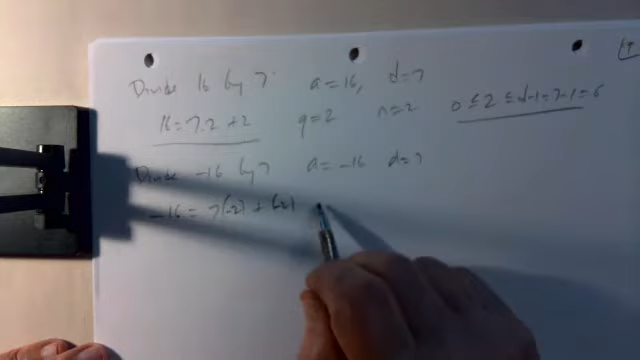 Divide 16 by 7 a=16, d=7
16=7.2+2 q=2 r=2 0≤2≤d-1=7-1=6
Divide -16 by 7 a=-16 d=7
-16=7(-2)+(-2)